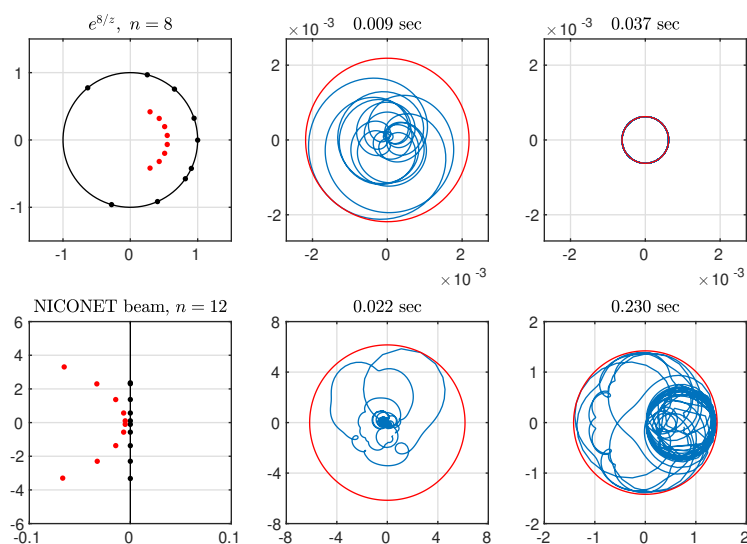 e^{8/z}, n = 8
1
0
-1
-1 0 1
0.009 sec
×10⁻³
2
0
-2
-2 0 2
×10⁻³
0.037 sec
×10⁻³
2
0
-2
-2 0 2
×10⁻³
NICONET beam, n = 12
6
4
2
0
-2
-4
-6
-0.1 0 0.1
0.022 sec
8
4
0
-4
-8
-8 -4 0 4 8
0.230 sec
2
1
0
-1
-2
-2 -1 0 1 2